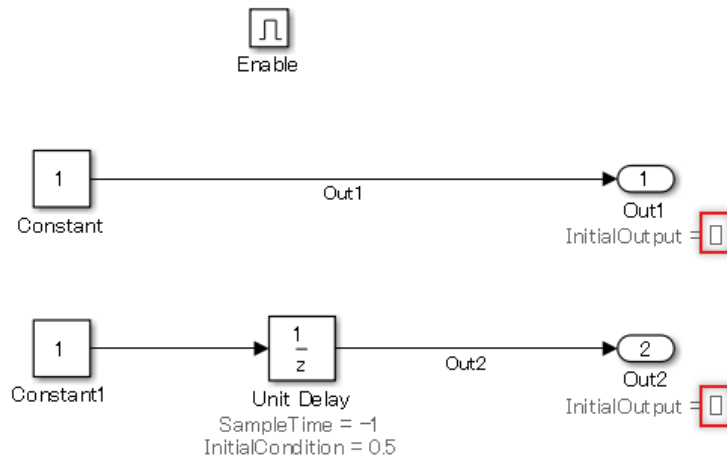 Enable
1
Out1
1
Constant
Out1
InitialOutput = []
1
1
z
Out2
2
Constant1
Unit Delay
Out2
SampleTime = -1
InitialOutput = []
InitialCondition = 0.5